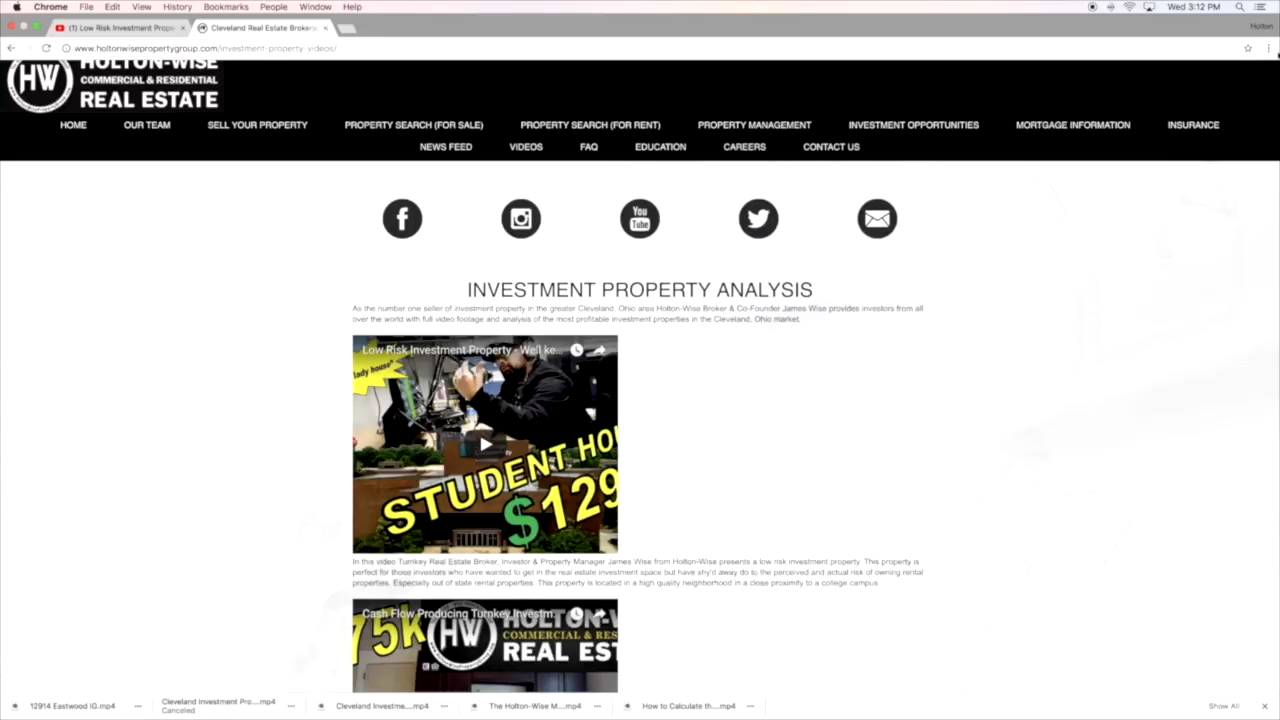 Chrome File Edit View History Bookmarks People Window Help Wed 3:12 PM
(1) Low Risk Investment Prope Cleveland Real Estate Brokers Holton
www.holtonwisepropertygroup.com/investment-property-videos/
HW HOLTON-WISE
COMMERCIAL & RESIDENTIAL
REAL ESTATE
HOME OUR TEAM SELL YOUR PROPERTY PROPERTY SEARCH (FOR SALE) PROPERTY SEARCH (FOR RENT) PROPERTY MANAGEMENT INVESTMENT OPPORTUNITIES MORTGAGE INFORMATION INSURANCE
NEWS FEED VIDEOS FAQ EDUCATION CAREERS CONTACT US
f You Tube
INVESTMENT PROPERTY ANALYSIS
As the number one seller of investment property in the greater Cleveland, Ohio area Holton-Wise Broker & Co-Founder James Wise provides investors from all
over the world with full video footage and analysis of the most profitable investment properties in the Cleveland, Ohio market.
Low Risk Investment Property - Well ke...
lady house"
STUDENT HOU
$129
In this video Turnkey Real Estate Broker, Investor & Property Manager James Wise from Holton-Wise presents a low risk investment property. This property is
perfect for those investors who have wanted to get in the real estate investment space but have shy'd away do to the perceived and actual risk of owning rental
properties. Especially out of state rental properties. This property is located in a high quality neighborhood in a close proximity to a college campus
Cash Flow Producing Turnkey Investm...
75k HW HOLTON-W
COMMERCIAL & RES
REAL EST
12914 Eastwood IG.mp4 Cleveland Investment Pro....mp4 Cleveland Investme....mp4 The Holton-Wise M....mp4 How to Calculate th....mp4 Show All
Canceled